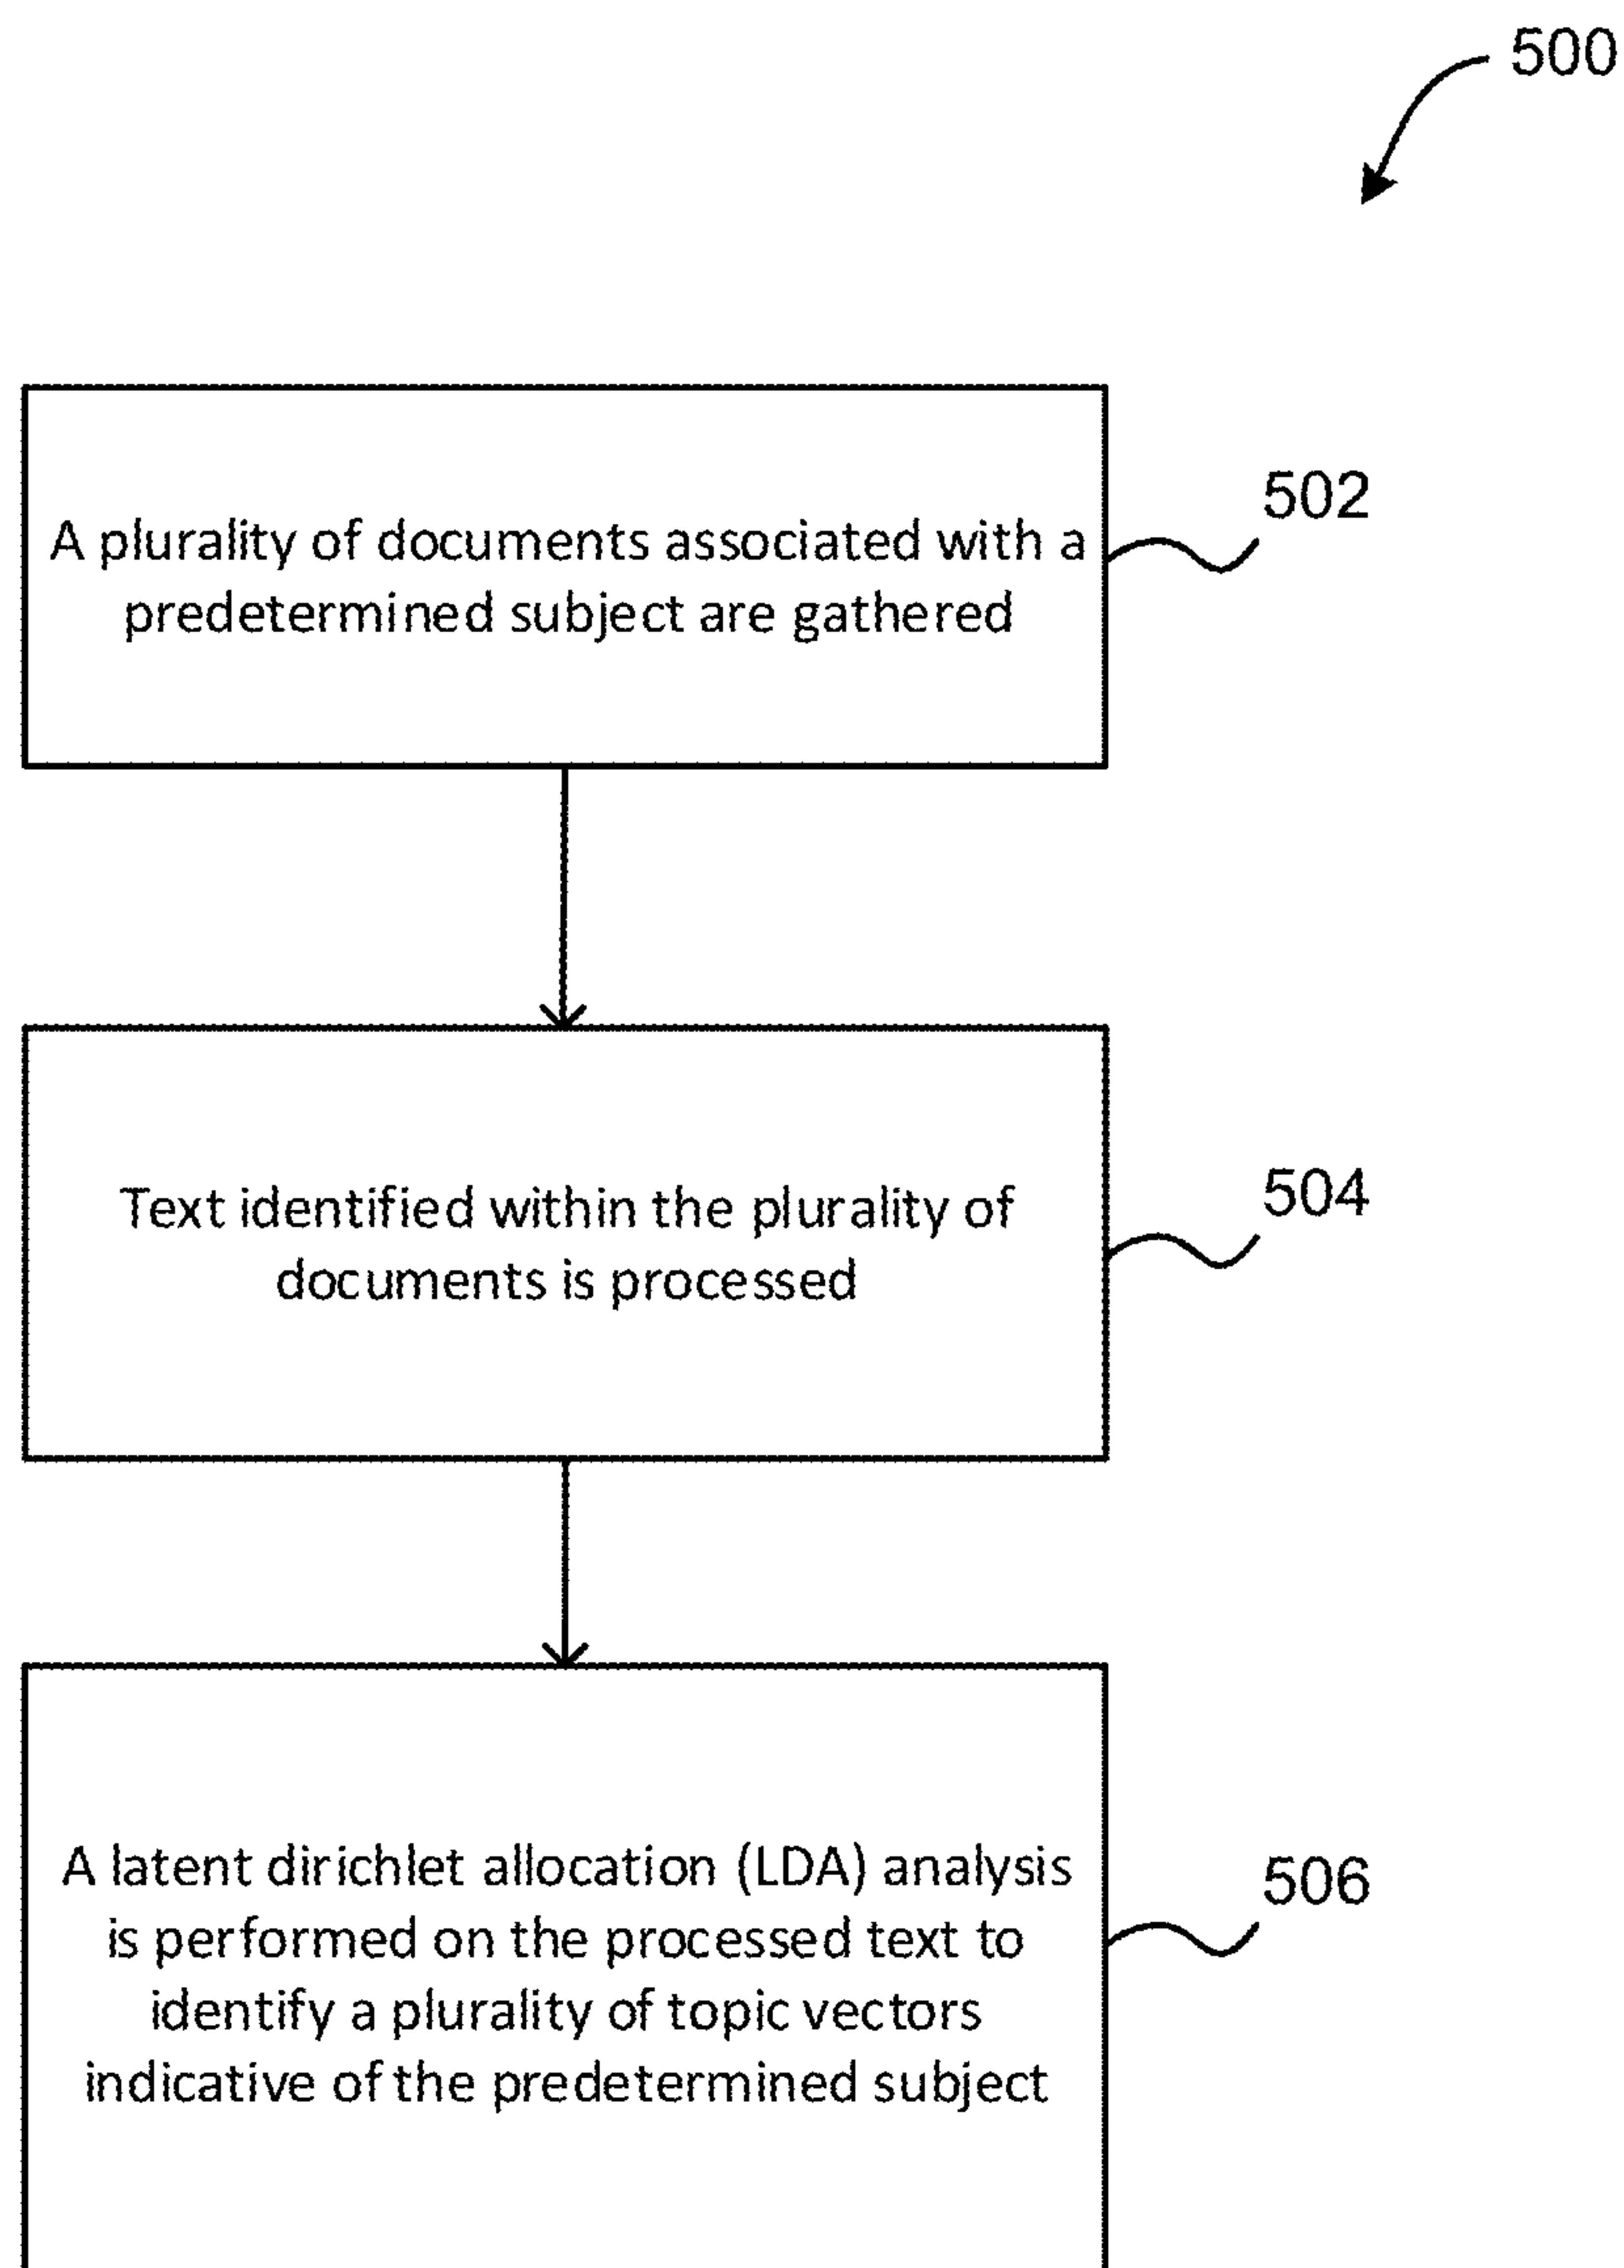 500
A plurality of documents associated with a
predetermined subject are gathered
502
Text identified within the plurality of
documents is processed
504
A latent dirichlet allocation (LDA) analysis
is performed on the processed text to
identify a plurality of topic vectors
indicative of the predetermined subject
506